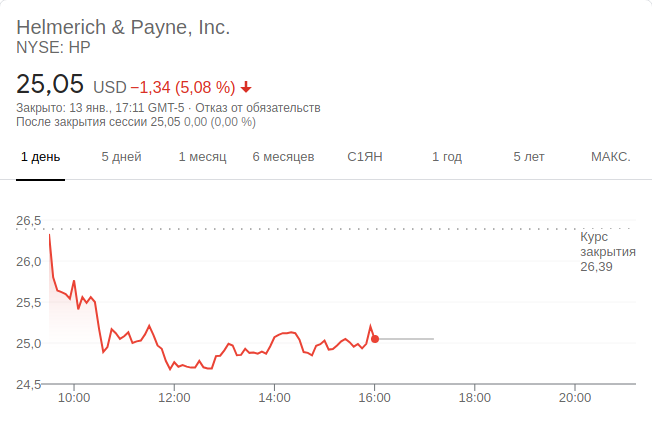 Helmerich & Payne, Inc.
NYSE: HP
25,05 USD −1,34 (5,08 %)
Закрыто: 13 янв., 17:11 GMT-5 · Отказ от обязательств
После закрытия сессии 25,05 0,00 (0,00 %)
1 день 5 дней 1 месяц 6 месяцев С1ЯН 1 год 5 лет МАКС.
26,5
Курс
закрытия
26,39
26,0
25,5
25,0
24,5
10:00 12:00 14:00 16:00 18:00 20:00